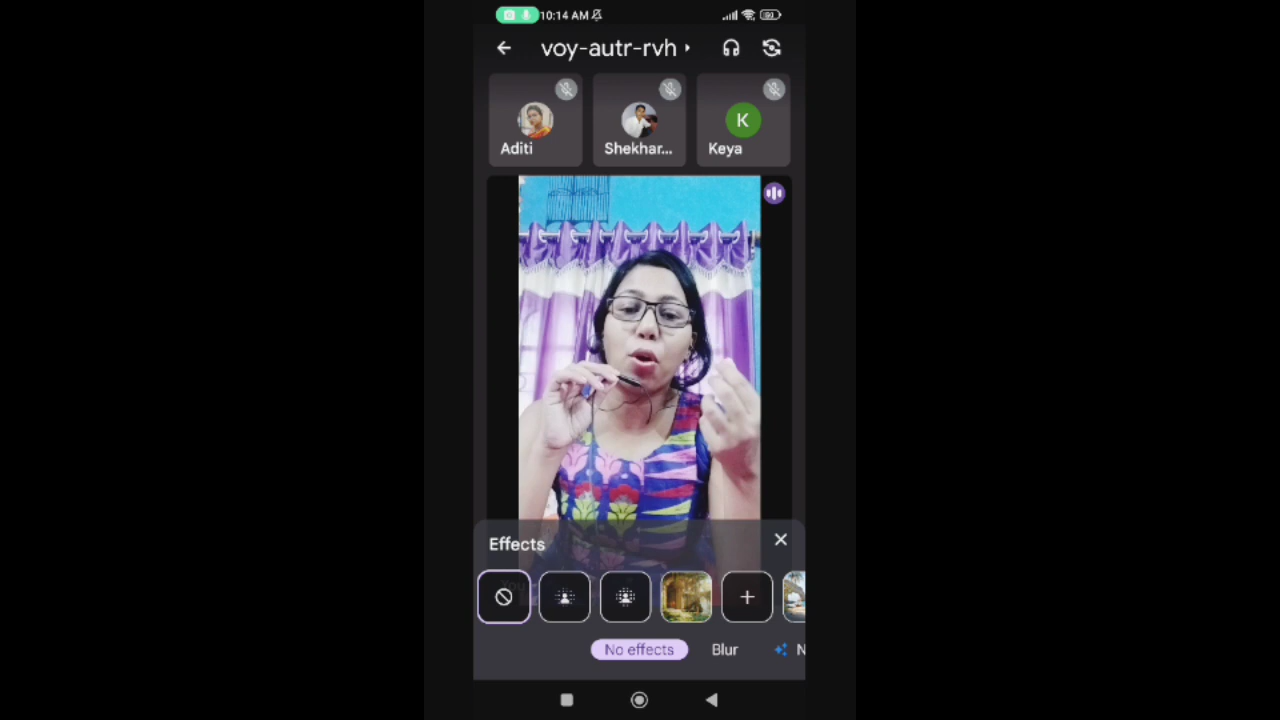 10:14 AM
voy-autr-rvh
Aditi
Shekhar...
Keya
K
Effects
No effects
Blur
N